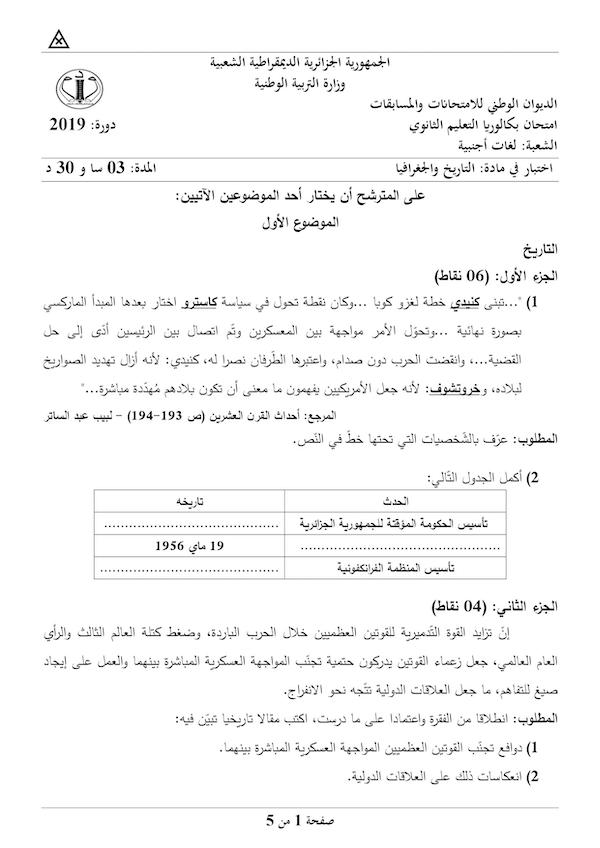 الجمهورية الجزائرية الديمقراطية الشعبية
وزارة التربية الوطنية
الديوان الوطني للامتحانات والمسابقات
امتحان بكالوريا التعليم الثانوي
دورة: 2019
الشعبة: لغات أجنبية
اختبار في مادة: التاريخ والجغرافيا
المدة: 03 سا و 30 د
على المترشح أن يختار أحد الموضوعين الآتيين:
الموضوع الأول
التاريخ
الجزء الأول: (06 نقاط)
1) "...تبنى كنيدي خطة لغزو كوبا ...وكان نقطة تحول في سياسة كاسترو اختار بعدها المبدأ الماركسي
بصورة نهائية ...وتحوّل الأمر مواجهة بين المعسكرين وتّم اتصال بين الرئيسين أدّى إلى حل
القضية...، وانقضت الحرب دون صدام، واعتبرها الطّرفان نصرا له، كنيدي: لأنه أزال تهديد الصواريخ
لبلاده، وخروتشوف: لأنه جعل الأمريكيين يفهمون ما معنى أن تكون بلادهم مُهدّدة مباشرة..."
المرجع: أحداث القرن العشرين (ص 193-194) - لبيب عبد الساتر
المطلوب: عرّف بالشّخصيات التي تحتها خطّ في النّص.
2) أكمل الجدول التّالي:
الحدث
تاريخه
تأسيس الحكومة المؤقتة للجمهورية الجزائرية
........................................
............................................. 19 ماي 1956
تأسيس المنظمة الفرانكفونية
.........................................
الجزء الثاني: (04 نقاط)
إنّ تزايد القوة التّدميرية للقوتين العظميين خلال الحرب الباردة، وضغط كتلة العالم الثالث والرأي
العام العالمي، جعل زعماء القوتين يدركون حتمية تجنّب المواجهة العسكرية المباشرة بينهما والعمل على إيجاد
صيغ للتفاهم، ما جعل العلاقات الدولية تتّجه نحو الانفراج.
المطلوب: انطلاقا من الفقرة واعتمادا على ما درست، اكتب مقالا تاريخيا تبيّن فيه:
1) دوافع تجنّب القوتين العظميين المواجهة العسكرية المباشرة بينهما.
2) انعكاسات ذلك على العلاقات الدولية.
صفحة 1 من 5